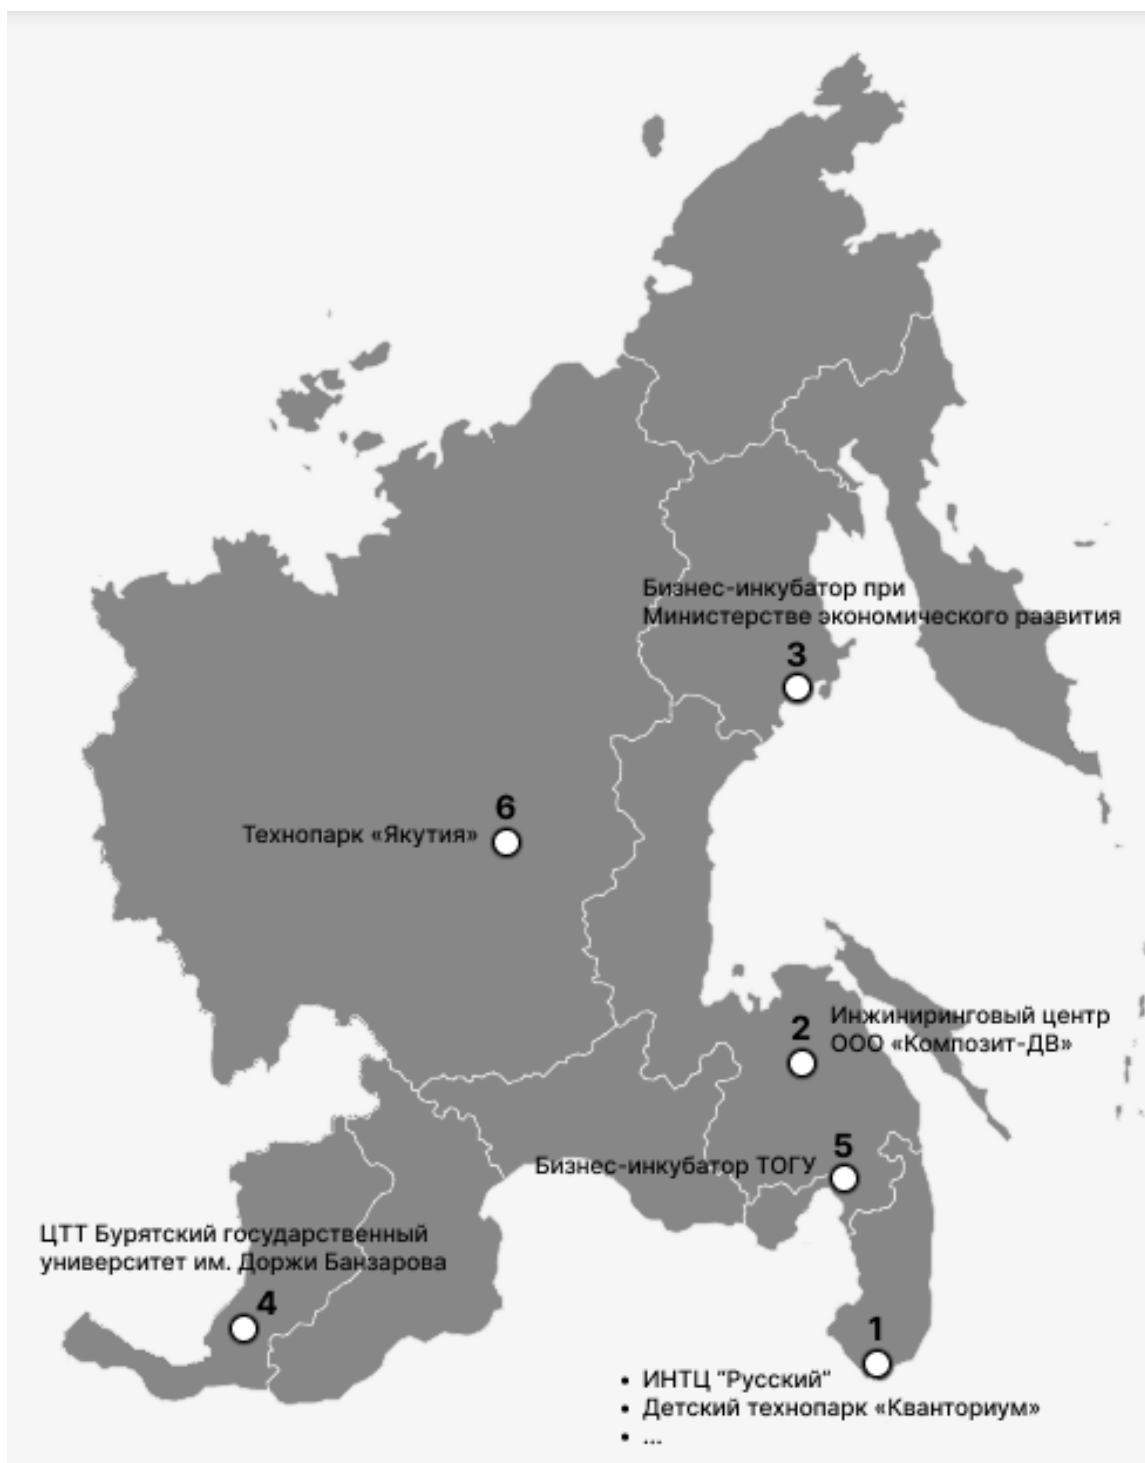 Бизнес-инкубатор при
Министерстве экономического развития
3
6
Технопарк «Якутия»
2
Инжиниринговый центр
ООО «Композит-ДВ»
5
Бизнес-инкубатор ТОГУ
ЦТТ Бурятский государственный
университет им. Доржи Банзарова
4
1
• ИНТЦ "Русский"
• Детский технопарк «Кванториум»
• ...